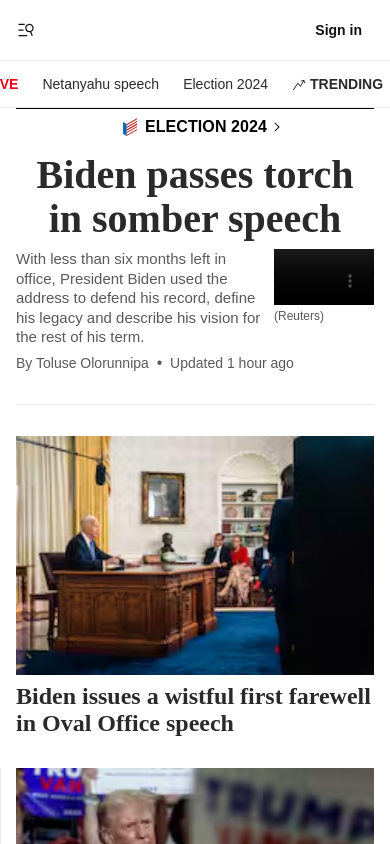 Sign in
VE
Netanyahu speech
Election 2024
TRENDING
ELECTION 2024
Biden passes torch
in somber speech
With less than six months left in
office, President Biden used the
address to defend his record, define
his legacy and describe his vision for
the rest of his term.
(Reuters)
By Toluse Olorunnipa • Updated 1 hour ago
Biden issues a wistful first farewell
in Oval Office speech
TRUMP